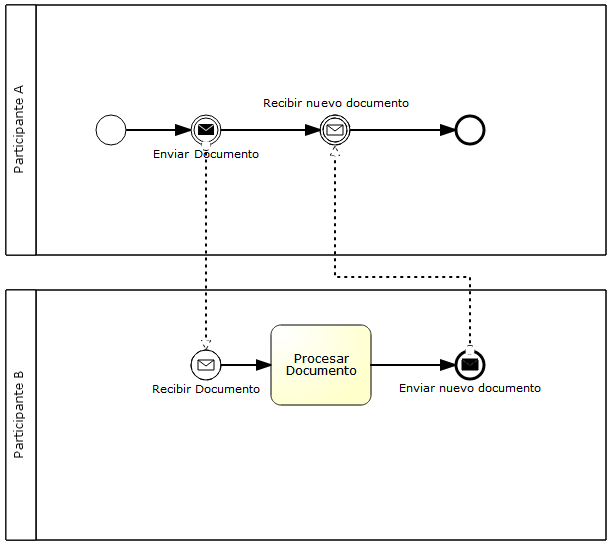 Participante A
Recibir nuevo documento
Enviar Documento
Participante B
Procesar
Documento
Recibir Documento
Enviar nuevo documento